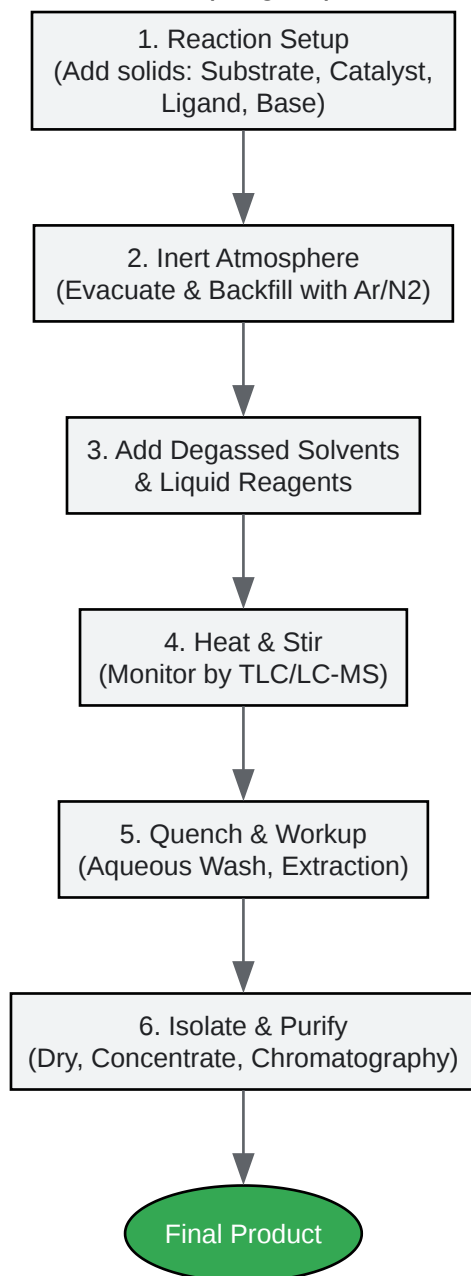 1. Reaction Setup
(Add solids: Substrate, Catalyst,
Ligand, Base)
2. Inert Atmosphere
(Evacuate & Backfill with Ar/N2)
3. Add Degassed Solvents
& Liquid Reagents
4. Heat & Stir
(Monitor by TLC/LC-MS)
5. Quench & Workup
(Aqueous Wash, Extraction)
6. Isolate & Purify
(Dry, Concentrate, Chromatography)
Final Product